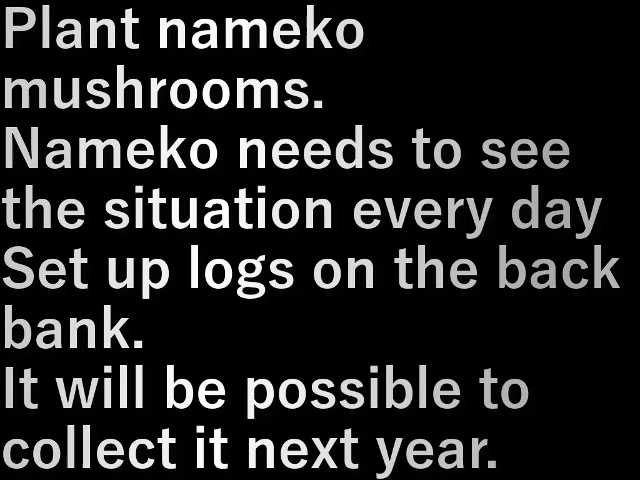 Plant nameko
mushrooms.
Nameko needs to see
the situation every day
Set up logs on the back
bank.
It will be possible to
collect it next year.